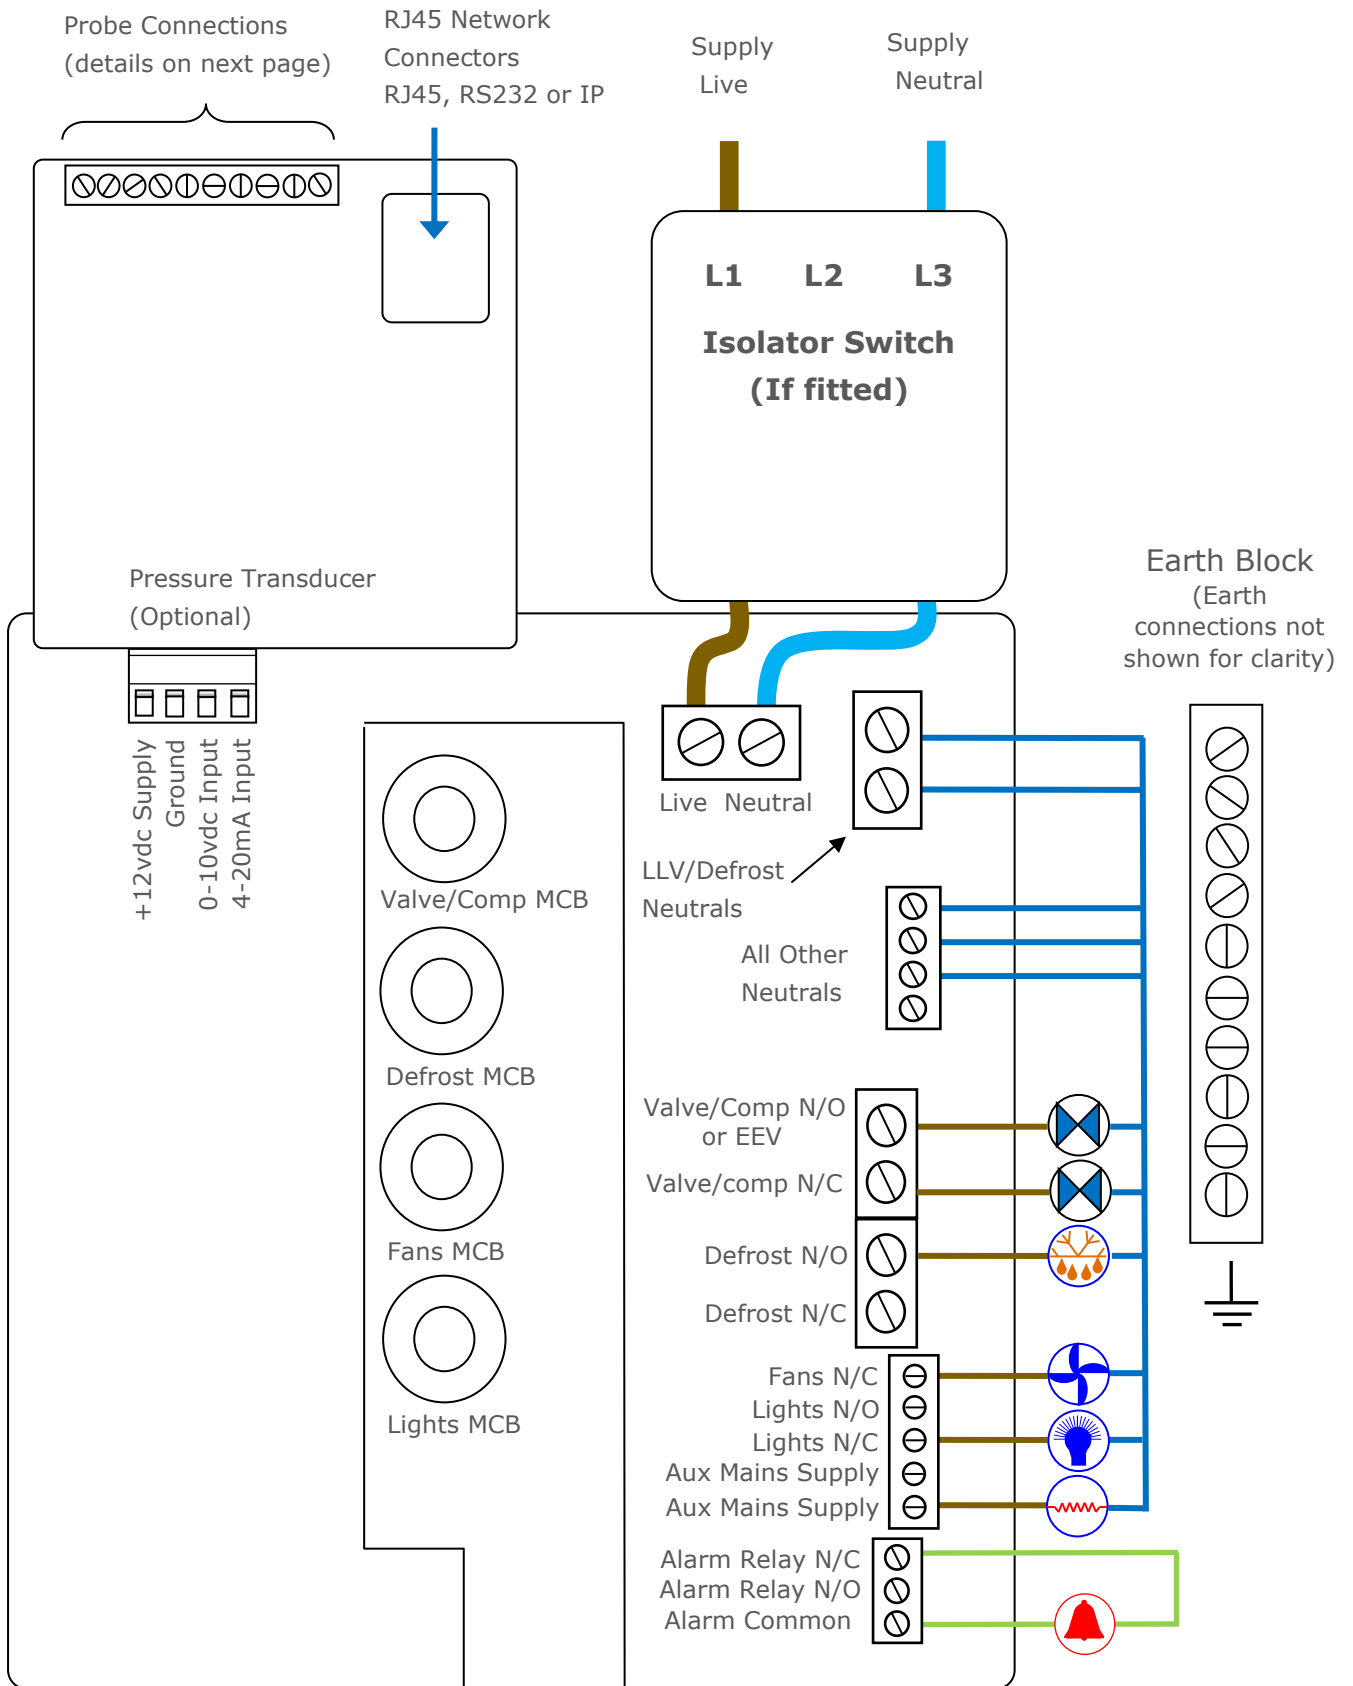 Probe Connections
(details on next page)
RJ45 Network
Connectors
RJ45, RS232 or IP
Supply
Live
Supply
Neutral
L1 L2 L3
Isolator Switch
(If fitted)
Pressure Transducer
(Optional)
+12vdc Supply
Ground
0-10vdc Input
4-20mA Input
Earth Block
(Earth
connections not
shown for clarity)
Live Neutral
LLV/Defrost
Neutrals
All Other
Neutrals
Valve/Comp MCB
Defrost MCB
Fans MCB
Lights MCB
Valve/Comp N/O
or EEV
Valve/comp N/C
Defrost N/O
Defrost N/C
Fans N/C
Lights N/O
Lights N/C
Aux Mains Supply
Aux Mains Supply
Alarm Relay N/C
Alarm Relay N/O
Alarm Common